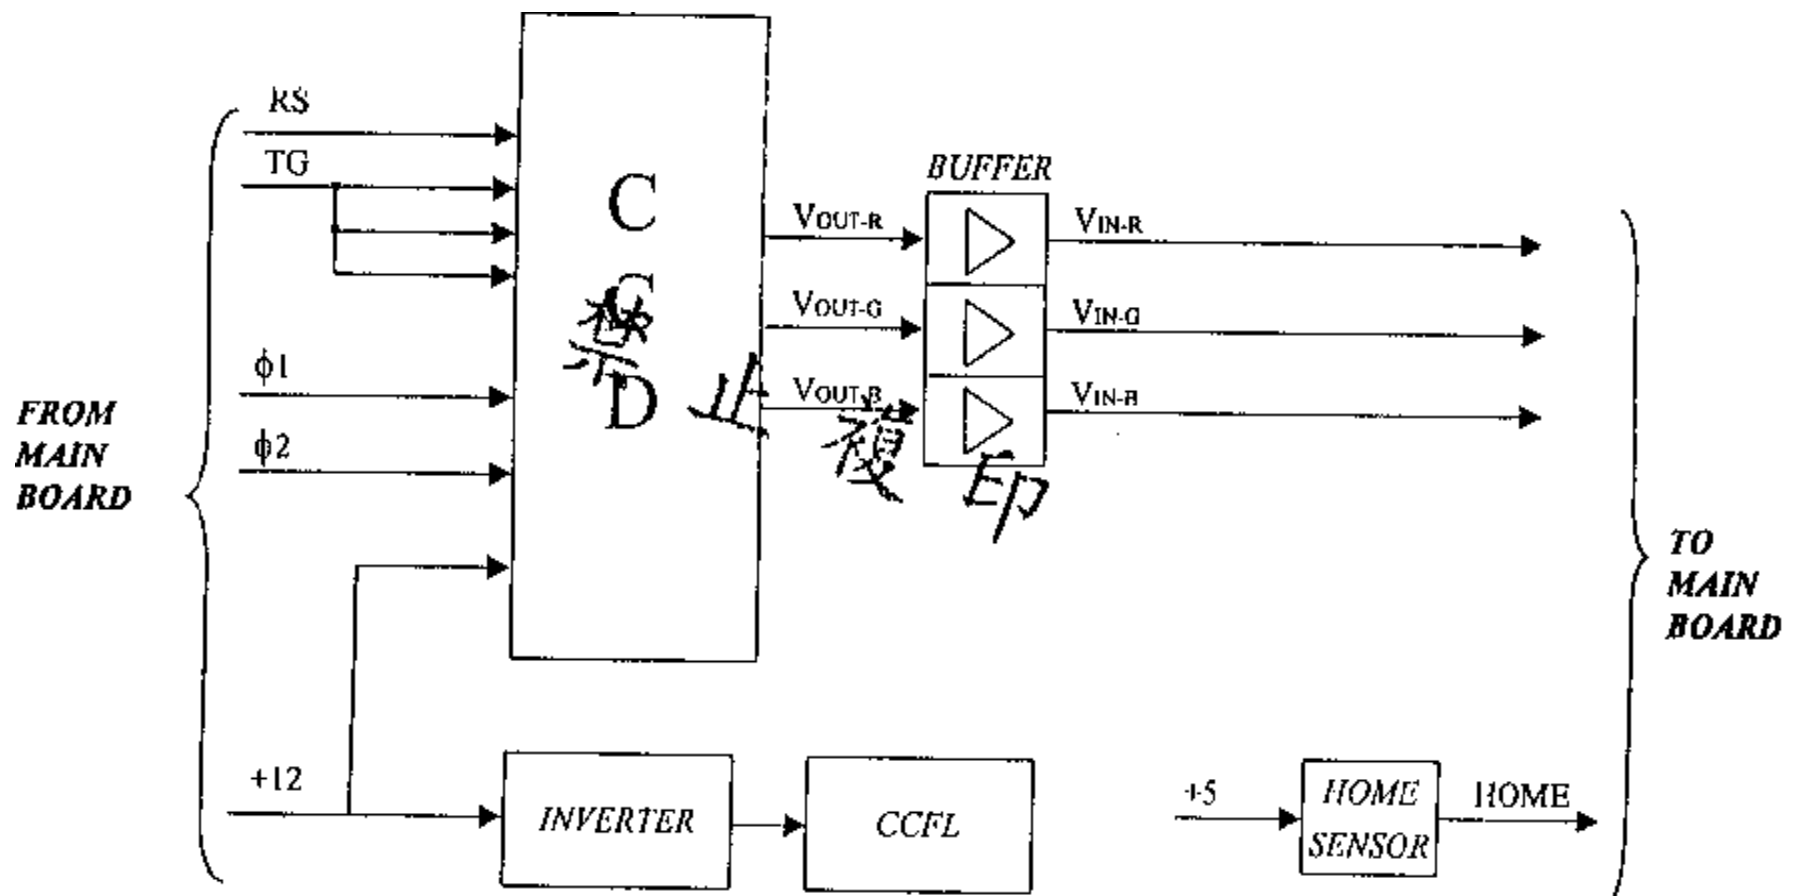 RS
TG
φ1
φ2
+12
FROM
MAIN
BOARD
C
C
D
VOUT-R
VOUT-G
VOUT-B
BUFFER
VIN-R
VIN-G
VIN-B
禁止複印
INVERTER
CCFL
+5
HOME
SENSOR
HOME
TO
MAIN
BOARD